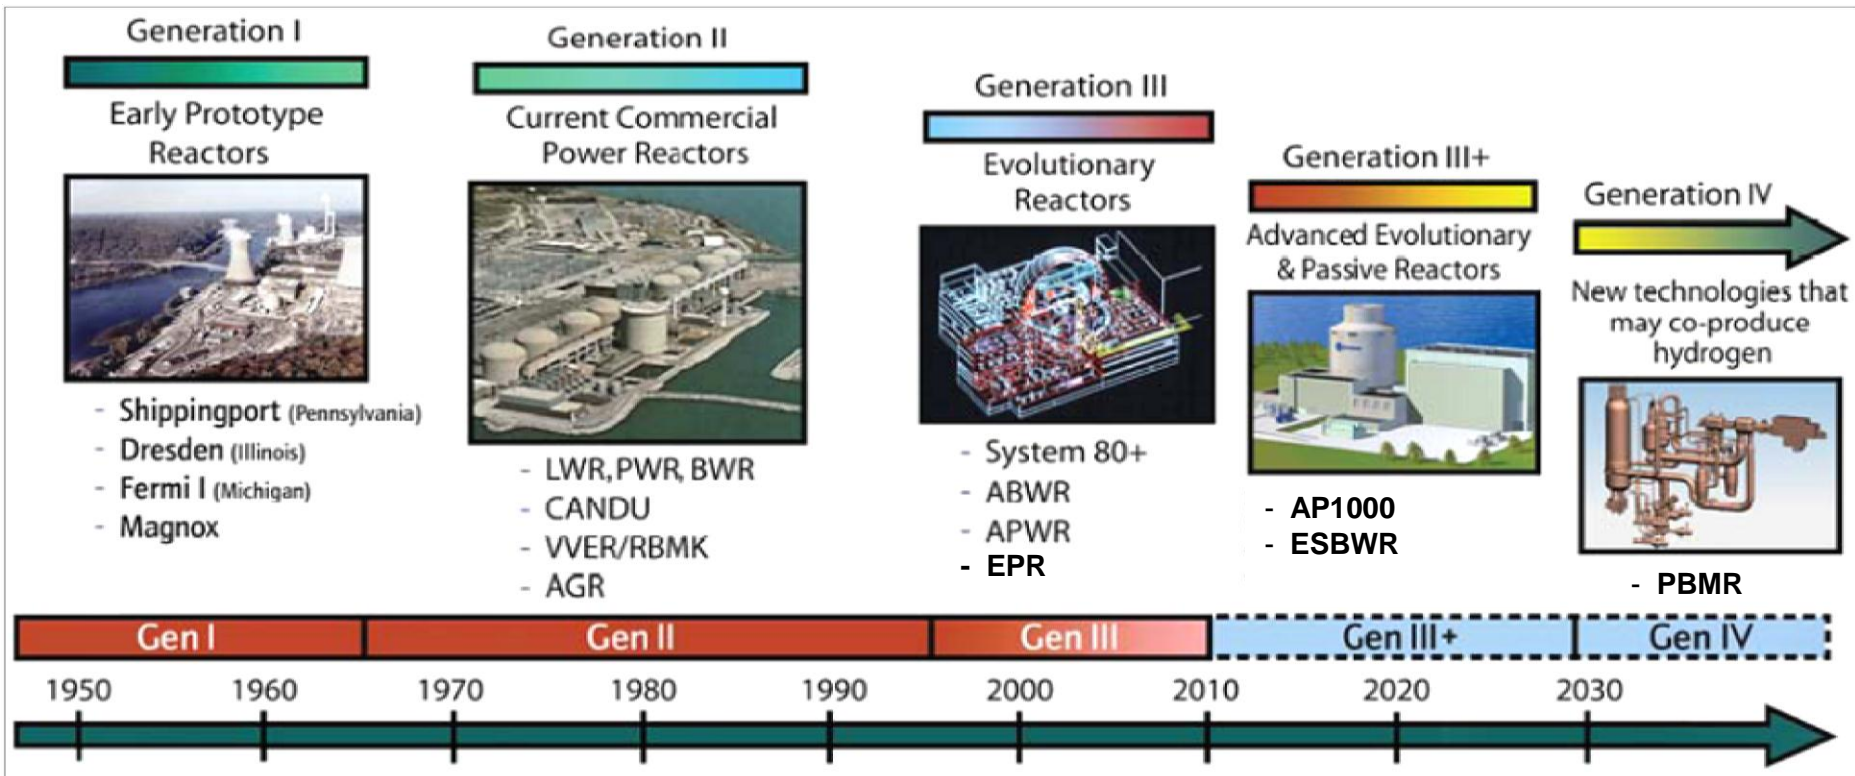 Generation I
Early Prototype
Reactors
- Shippingport (Pennsylvania)
- Dresden (Illinois)
- Fermi I (Michigan)
- Magnox
Generation II
Current Commercial
Power Reactors
- LWR, PWR, BWR
- CANDU
- VVER/RBMK
- AGR
Generation III
Evolutionary
Reactors
- System 80+
- ABWR
- APWR
- EPR
Generation III+
Advanced Evolutionary
& Passive Reactors
- AP1000
- ESBWR
Generation IV
New technologies that
may co-produce
hydrogen
- PBMR
Gen I Gen II Gen III Gen III+ Gen IV
1950 1960 1970 1980 1990 2000 2010 2020 2030